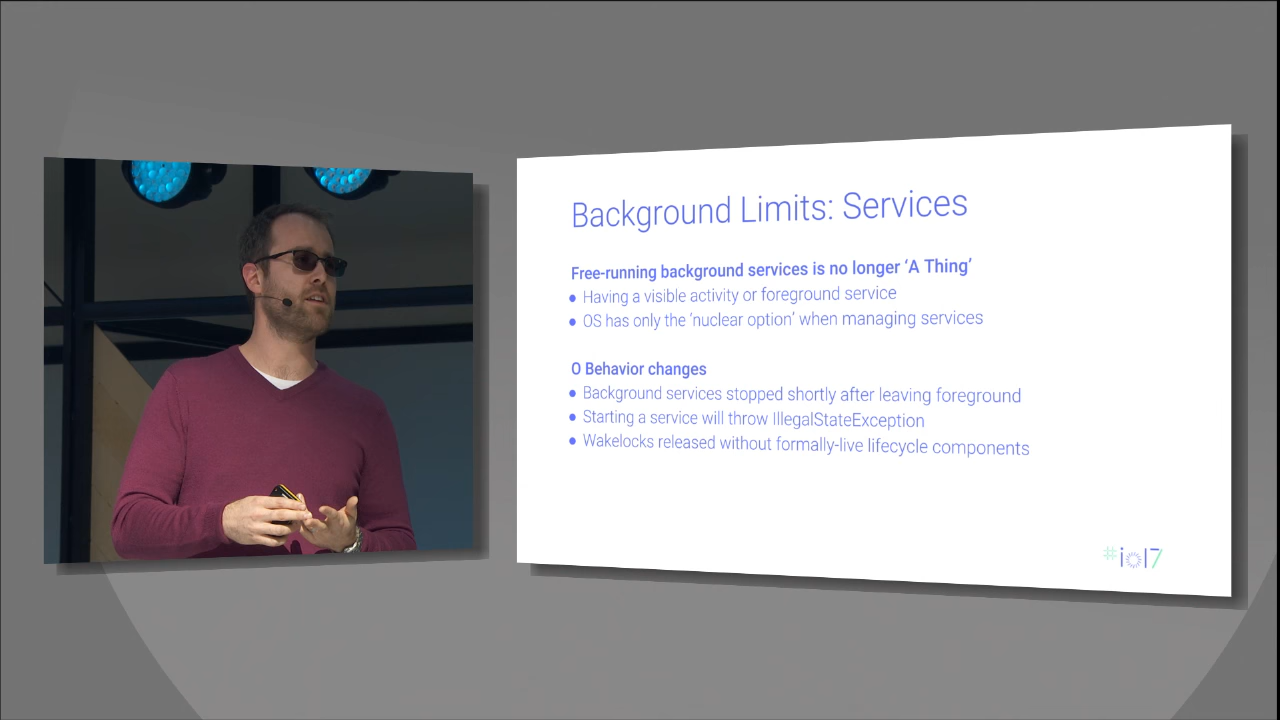 Background Limits: Services
Free-running background services is no longer ‘A Thing’
● Having a visible activity or foreground service
● OS has only the ‘nuclear option’ when managing services
O Behavior changes
● Background services stopped shortly after leaving foreground
● Starting a service will throw IllegalStateException
● Wakelocks released without formally-live lifecycle components
#io17